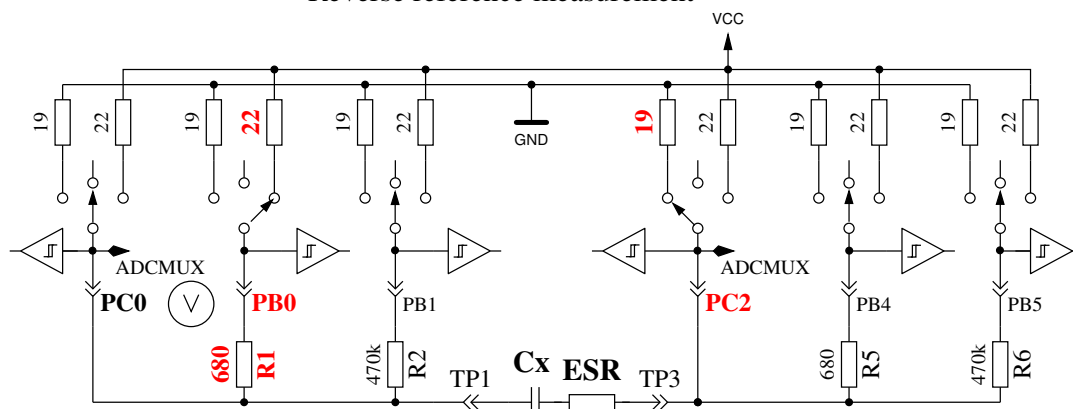 Reverse reference measurement
VCC
19 22 19 22 19 22 GND 19 22 19 22 19 22
ADCMUX ADCMUX
PC0 V PB0 PB1 PC2 PB4 PB5
680 R1 470k R2 680 R5 470k R6
TP1 Cx ESR TP3